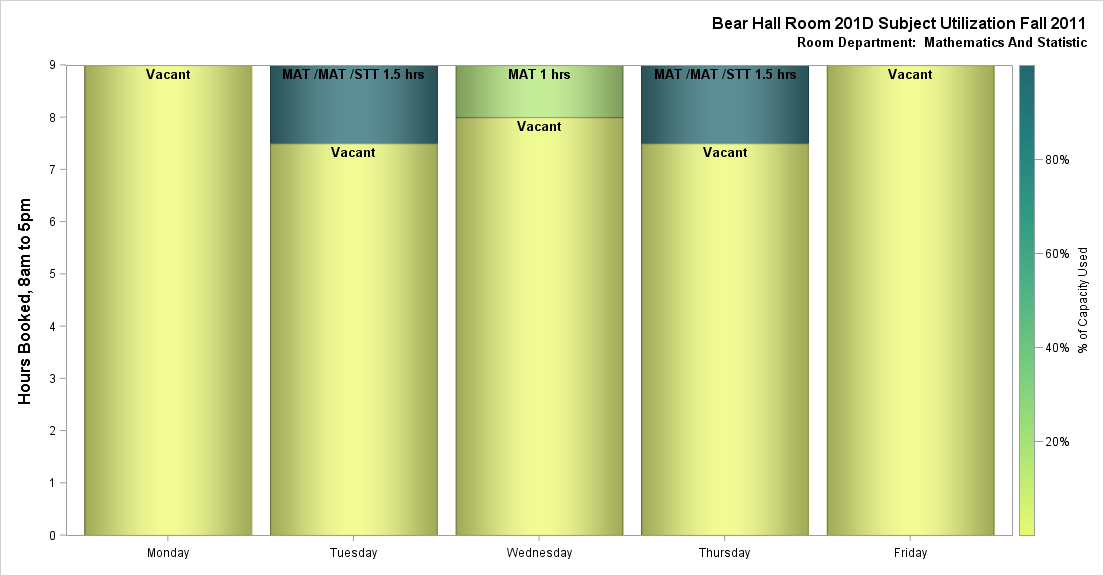 Bear Hall Room 201D Subject Utilization Fall 2011
Room Department:  Mathematics And Statistic
Hours Booked, 8am to 5pm
9
8
7
6
5
4
3
2
1
0
Vacant
MAT /MAT /STT 1.5 hrs
Vacant
MAT 1 hrs
Vacant
MAT /MAT /STT 1.5 hrs
Vacant
Vacant
Monday
Tuesday
Wednesday
Thursday
Friday
80%
60%
40%
20%
% of Capacity Used